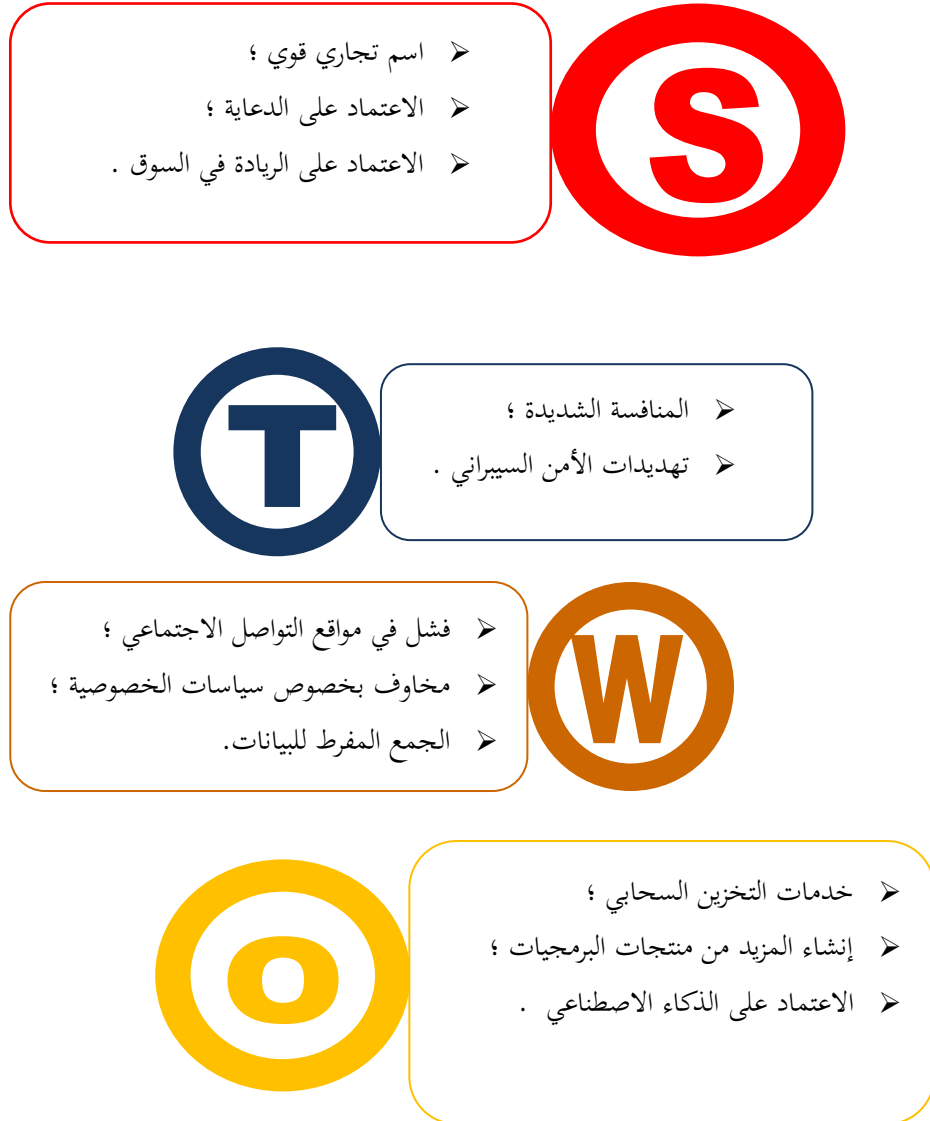 S
➢ اسم تجاري قوي ؛
➢ الاعتماد على الدعاية ؛
➢ الاعتماد على الريادة في السوق .
T
➢ المنافسة الشديدة ؛
➢ تهديدات الأمن السيبراني .
W
➢ فشل في مواقع التواصل الاجتماعي ؛
➢ مخاوف بخصوص سياسات الخصوصية ؛
➢ الجمع المفرط للبيانات.
O
➢ خدمات التخزين السحابي ؛
➢ إنشاء المزيد من منتجات البرمجيات ؛
➢ الاعتماد على الذكاء الاصطناعي .